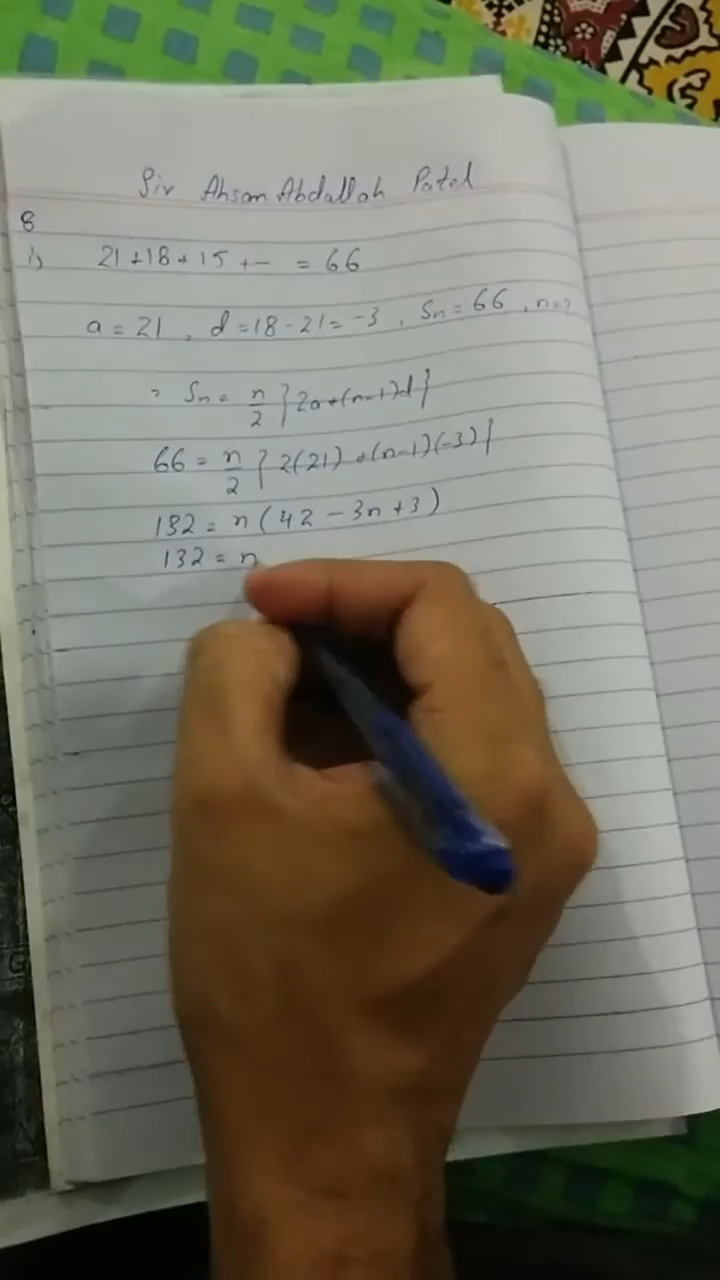 Sir Ahsan Abdallah Patel
8
i) 21 + 18 + 15 + - = 66
a = 21 , d = 18 - 21 = -3 , Sn = 66 , n = ?
Sn = n/2 {2a + (n-1)d}
66 = n/2 {2(21) + (n-1)(-3)}
132 = n (42 - 3n + 3)
132 = n